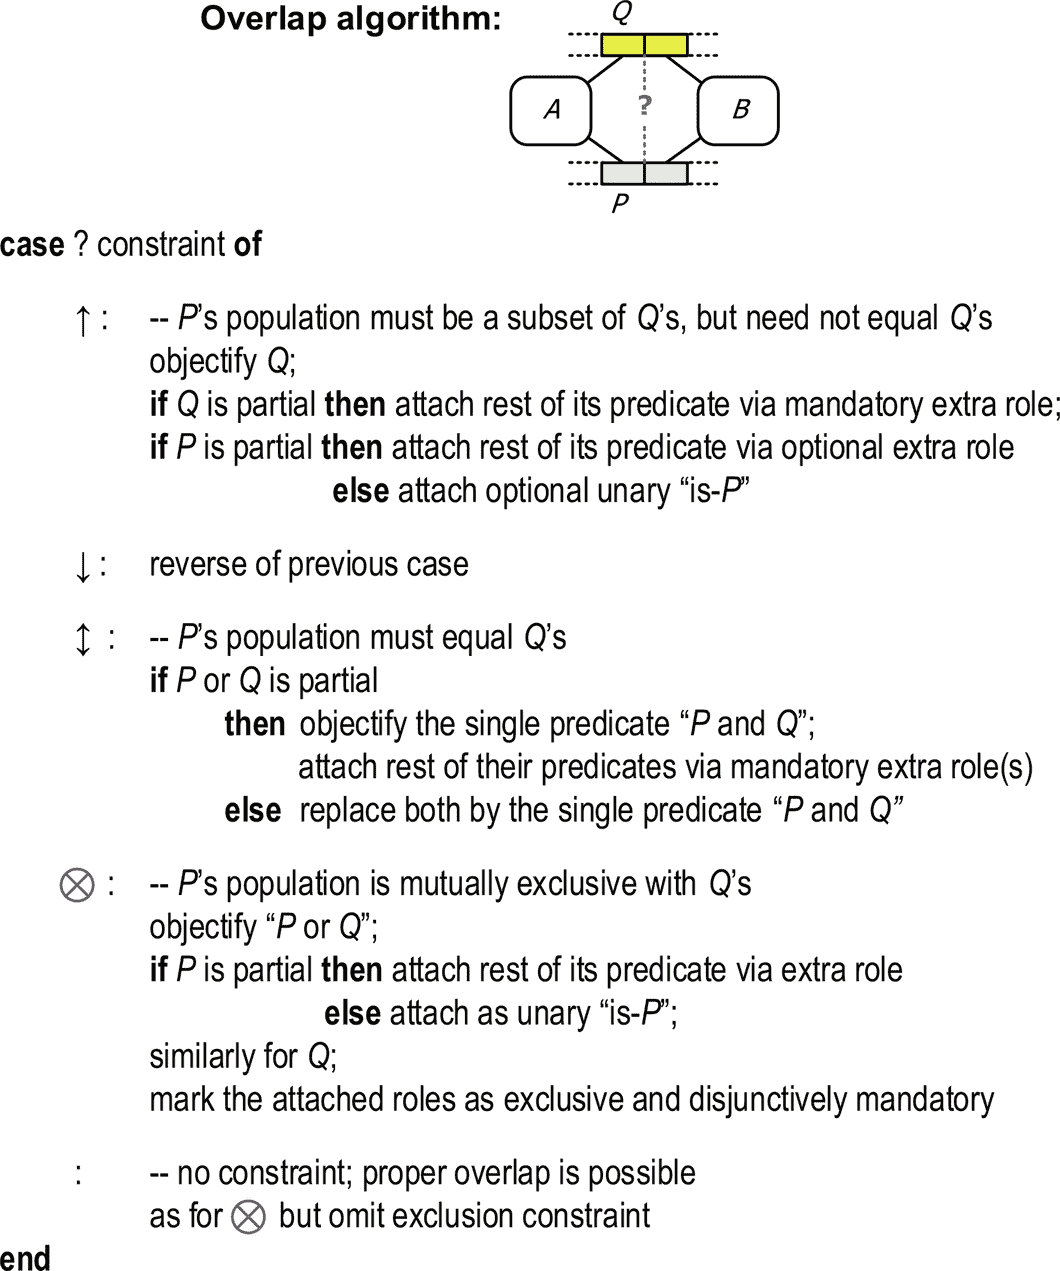 Overlap algorithm:
Q
A
?
B
P
case ? constraint of
↑ : -- P’s population must be a subset of Q’s, but need not equal Q’s
objectify Q;
if Q is partial then attach rest of its predicate via mandatory extra role;
if P is partial then attach rest of its predicate via optional extra role
else attach optional unary “is-P”
↓ : reverse of previous case
↕ : -- P’s population must equal Q’s
if P or Q is partial
then objectify the single predicate “P and Q”;
attach rest of their predicates via mandatory extra role(s)
else replace both by the single predicate “P and Q”
⊗ : -- P’s population is mutually exclusive with Q’s
objectify “P or Q”;
if P is partial then attach rest of its predicate via extra role
else attach as unary “is-P”;
similarly for Q;
mark the attached roles as exclusive and disjunctively mandatory
: -- no constraint; proper overlap is possible
as for ⊗ but omit exclusion constraint
end